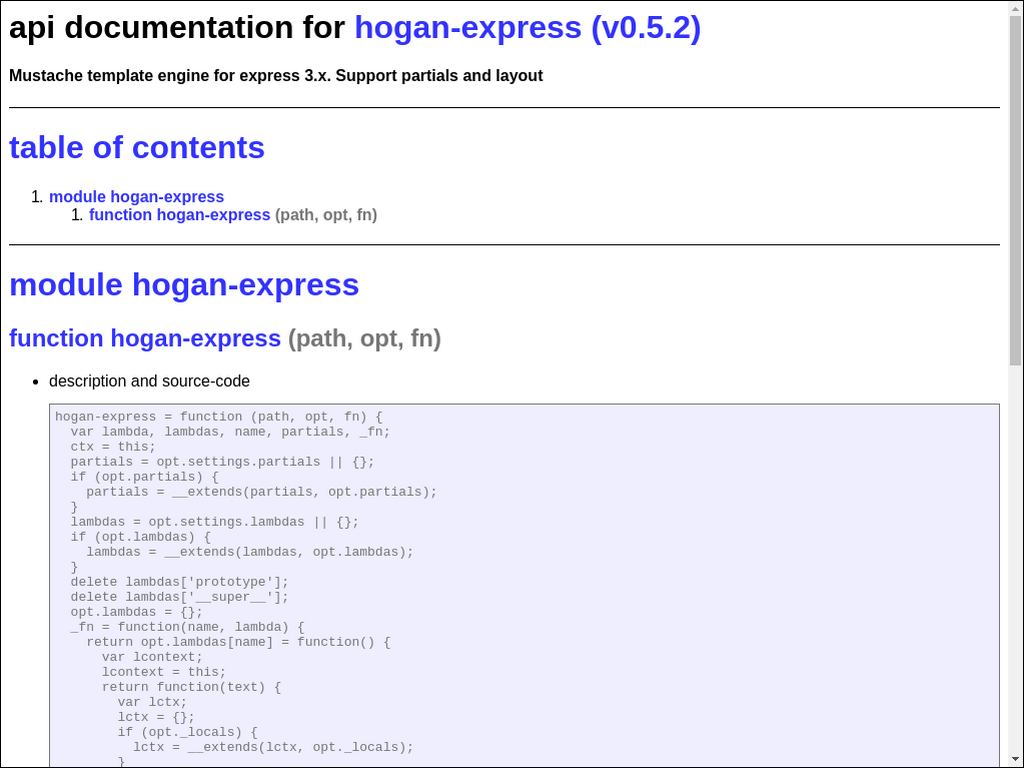 api documentation for hogan-express (v0.5.2)
Mustache template engine for express 3.x. Support partials and layout
table of contents
1. module hogan-express
1. function hogan-express (path, opt, fn)
module hogan-express
function hogan-express (path, opt, fn)
• description and source-code
hogan-express = function (path, opt, fn) {
  var lambda, lambdas, name, partials, _fn;
  ctx = this;
  partials = opt.settings.partials || {};
  if (opt.partials) {
    partials = __extends(partials, opt.partials);
  }
  lambdas = opt.settings.lambdas || {};
  if (opt.lambdas) {
    lambdas = __extends(lambdas, opt.lambdas);
  }
  delete lambdas['prototype'];
  delete lambdas['__super__'];
  opt.lambdas = {};
  _fn = function(name, lambda) {
    return opt.lambdas[name] = function() {
      var lcontext;
      lcontext = this;
      return function(text) {
        var lctx;
        lctx = {};
        if (opt._locals) {
          lctx = __extends(lctx, opt._locals);
        }